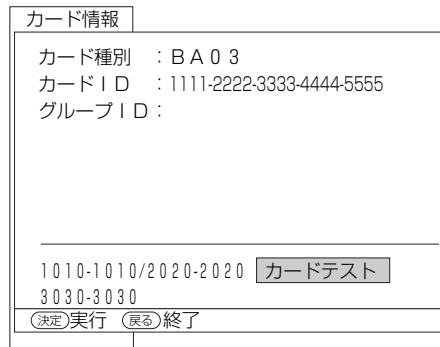 カード情報
カード種別 :ＢＡ０３
カードＩＤ :1111-2222-3333-4444-5555
グループＩＤ:
1010-1010/2020-2020 カードテスト
3030-3030
決定 実行 戻る 終了